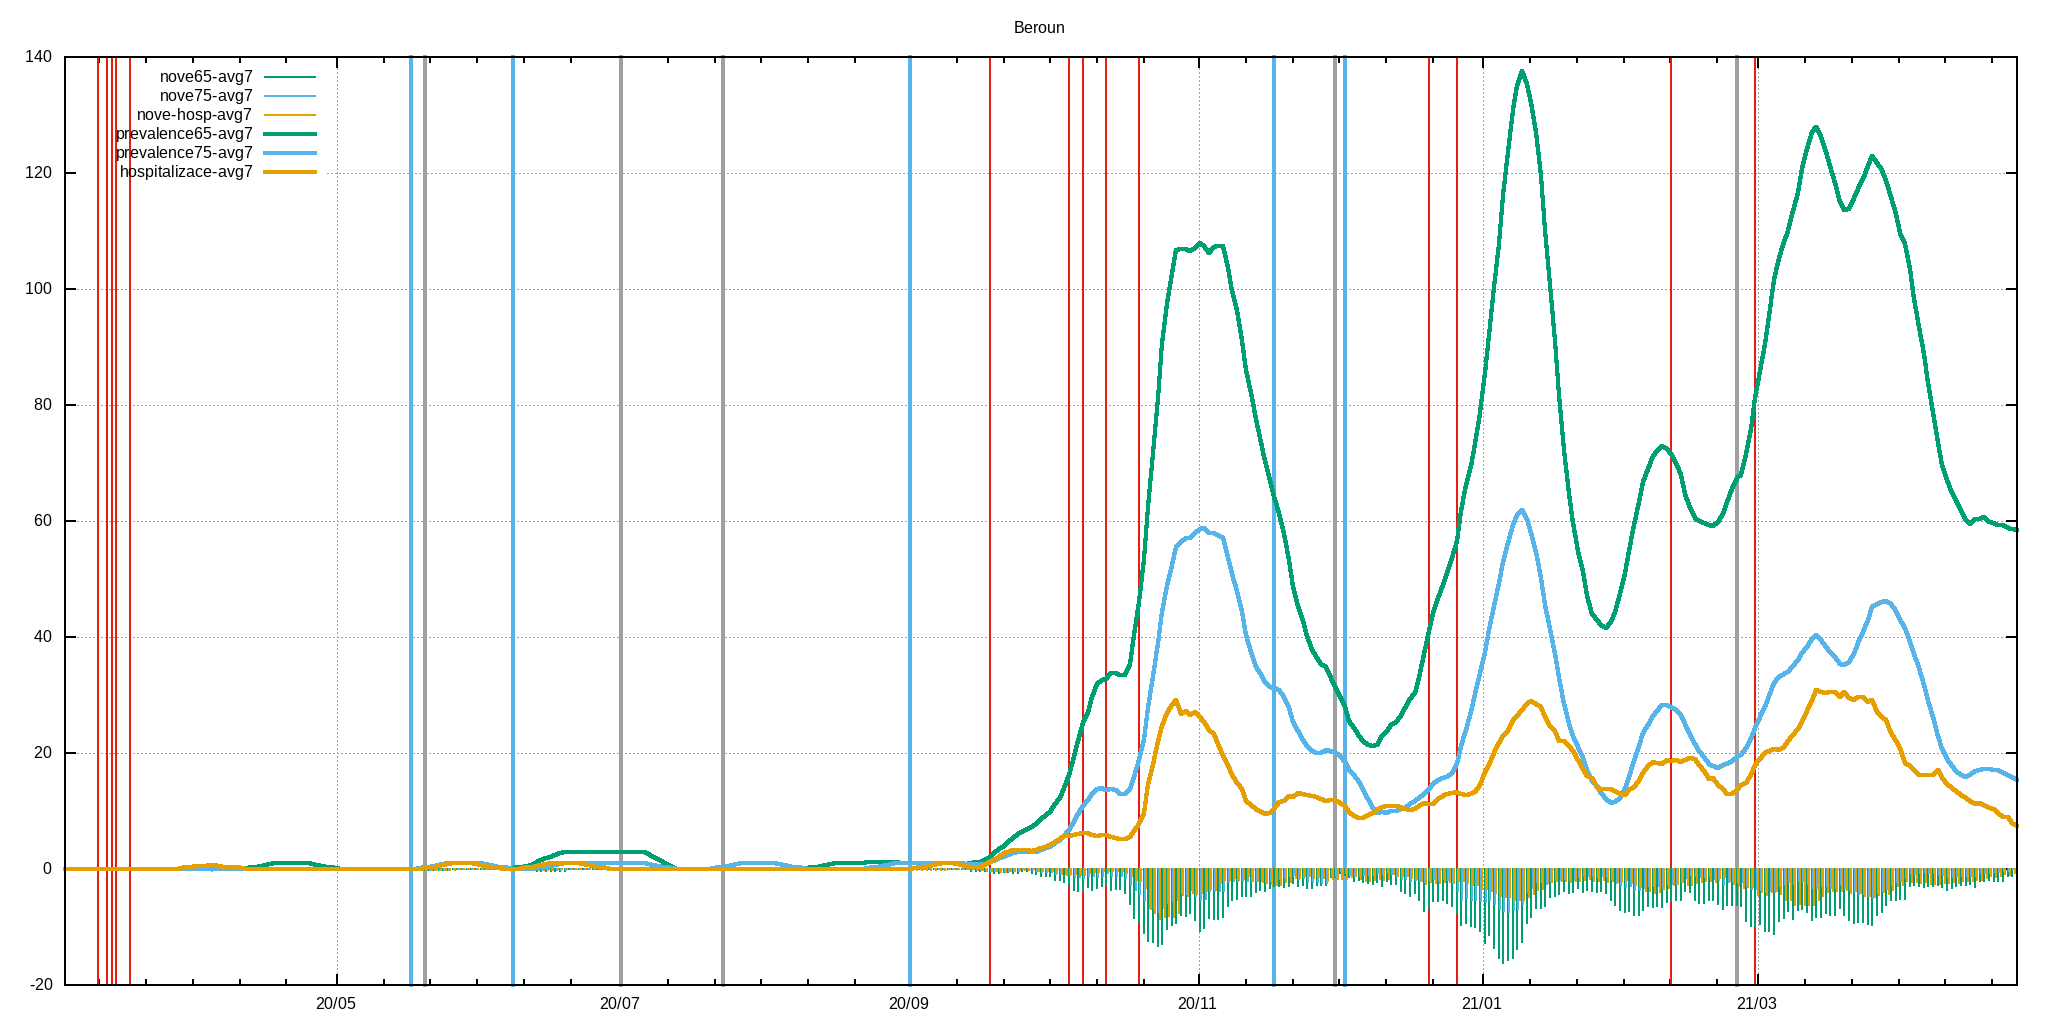 Beroun
140
120
100
80
60
40
20
0
-20
nove65-avg7
nove75-avg7
nove-hosp-avg7
prevalence65-avg7
prevalence75-avg7
hospitalizace-avg7
20/05 20/07 20/09 20/11 21/01 21/03